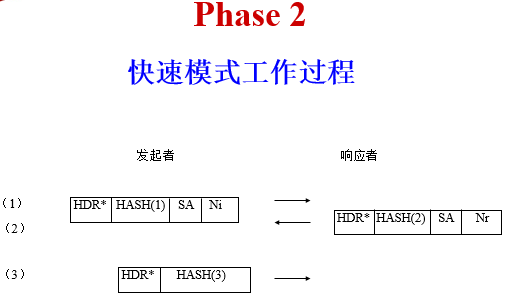 Phase 2
快速模式工作过程
发起者 响应者
（1） HDR* HASH(1) SA Ni
（2） HDR* HASH(2) SA Nr
（3） HDR* HASH(3)